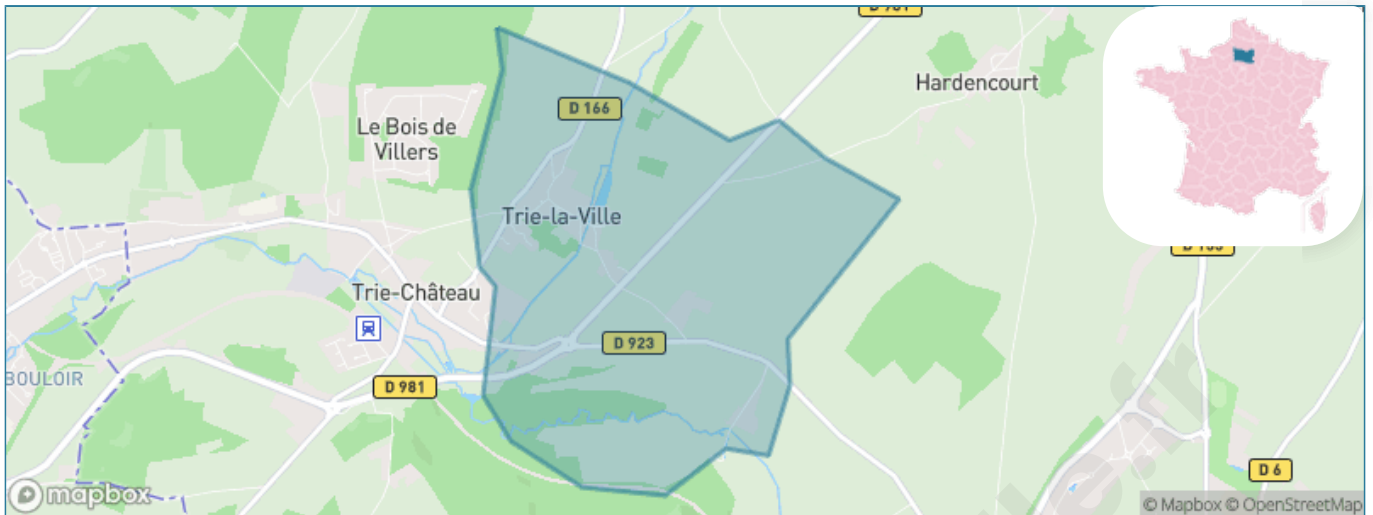 D 981
Hardencourt
D 166
Le Bois de
Villers
Trie-la-Ville
Trie-Château
D 923
BOULOIR
D 981
D 6
mapbox
© Mapbox © OpenStreetMap